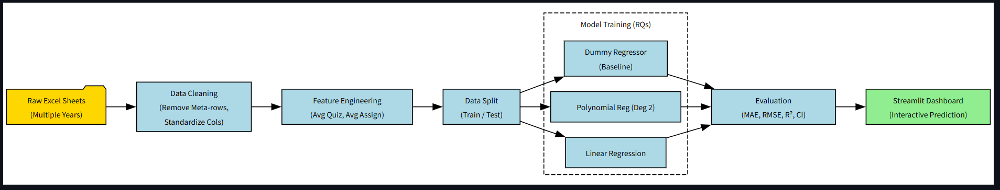 Raw Excel Sheets
(Multiple Years)
Data Cleaning
(Remove Meta-rows,
Standardize Cols)
Feature Engineering
(Avg Quiz, Avg Assign)
Data Split
(Train / Test)
Model Training (RQs)
Dummy Regressor
(Baseline)
Polynomial Reg (Deg 2)
Linear Regression
Evaluation
(MAE, RMSE, R², CI)
Streamlit Dashboard
(Interactive Prediction)